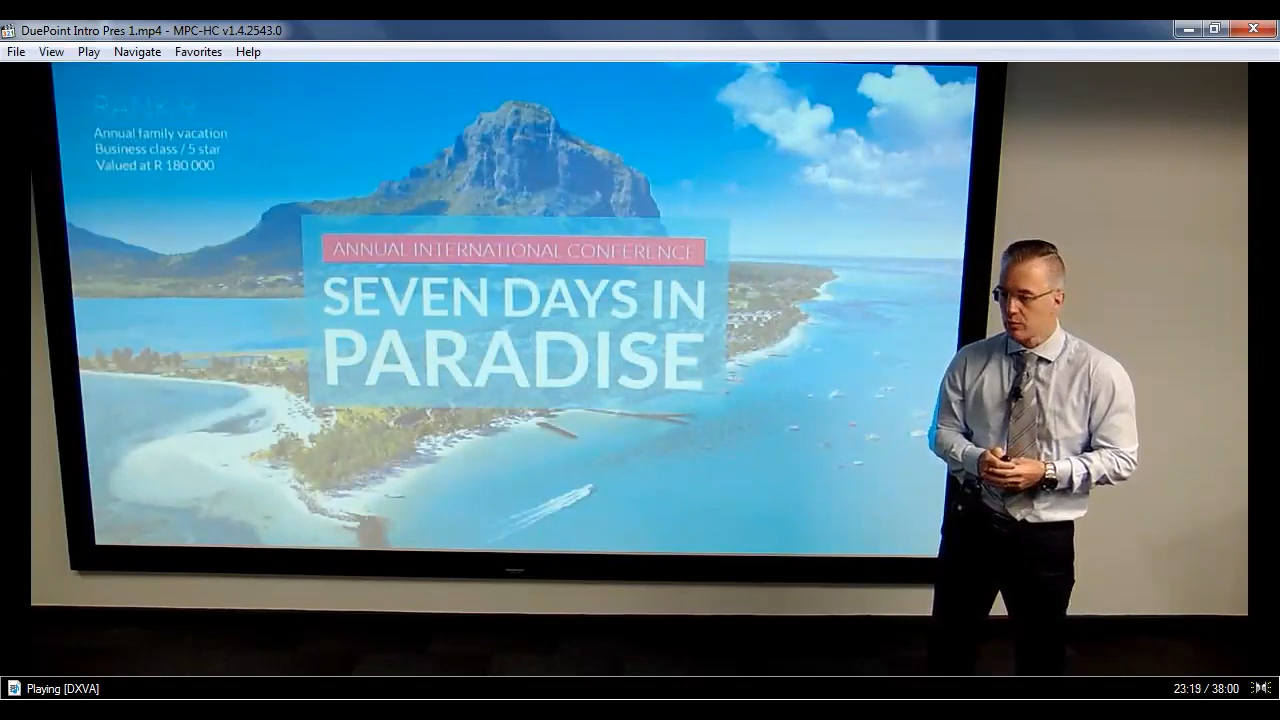 DuePoint Intro Pres 1.mp4 - MPC-HC v1.4.2543.0
File View Play Navigate Favorites Help
Annual family vacation
Business class / 5 star
Valued at R 180 000
ANNUAL INTERNATIONAL CONFERENCE
SEVEN DAYS IN
PARADISE
Playing [DXVA]
23:19 / 38:00